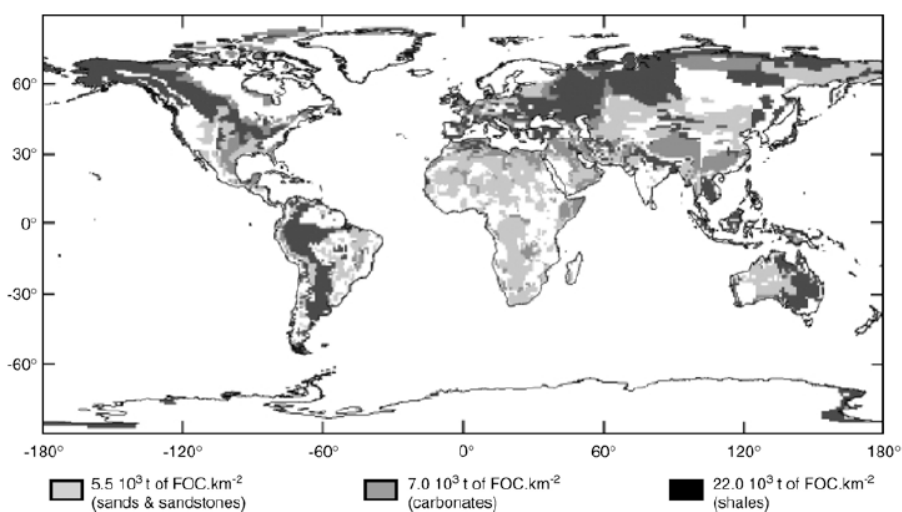 60°
30°
0°
-30°
-60°
-180° -120° -60° 0° 60° 120° 180°
5.5 10³ t of FOC.km⁻² 7.0 10³ t of FOC.km⁻² 22.0 10³ t of FOC.km⁻²
(sands & sandstones) (carbonates) (shales)